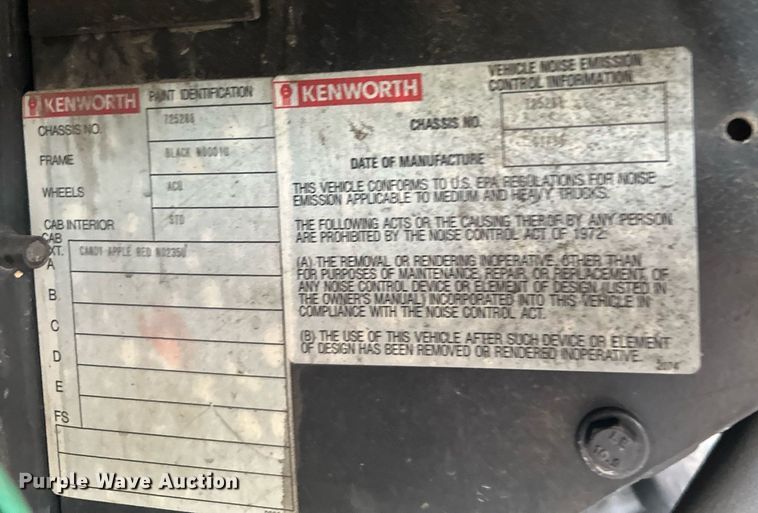 KENWORTH PAINT IDENTIFICATION
CHASSIS NO. 725288
FRAME BLACK N0001U
WHEELS
CAB INTERIOR STD
CAB
EXT.
A CANDY APPLE RED N0235U
B
C
D
E
FS
KENWORTH
VEHICLE NOISE EMISSION
CONTROL INFORMATION
CHASSIS NO.
DATE OF MANUFACTURE
THIS VEHICLE CONFORMS TO U.S. EPA REGULATIONS FOR NOISE
EMISSION APPLICABLE TO MEDIUM AND HEAVY TRUCKS.
THE FOLLOWING ACTS OR THE CAUSING THEROF BY ANY PERSON
ARE PROHIBITED BY THE NOISE CONTROL ACT OF 1972:
(A) THE REMOVAL OR RENDERING INOPERATIVE, OTHER THAN
FOR PURPOSES OF MAINTENANCE, REPAIR, OR REPLACEMENT, OF
ANY NOISE CONTROL DEVICE OR ELEMENT OF DESIGN (LISTED IN
THE OWNER'S MANUAL) INCORPORATED INTO THIS VEHICLE IN
COMPLIANCE WITH THE NOISE CONTROL ACT.
(B) THE USE OF THIS VEHICLE AFTER SUCH DEVICE OR ELEMENT
OF DESIGN HAS BEEN REMOVED OR RENDERED INOPERATIVE.
10.9
Purple Wave Auction